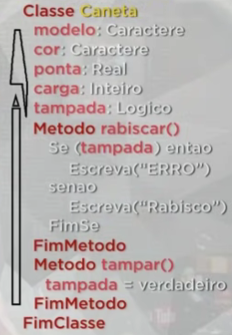 Classe Caneta
modelo: Caractere
cor: Caractere
ponta: Real
carga: Inteiro
tampada: Logico
Metodo rabiscar()
Se (tampada) entao
Escreva("ERRO")
senao
Escreva("Rabisco")
FimSe
FimMetodo
Metodo tampar()
tampada = verdadeiro
FimMetodo
FimClasse